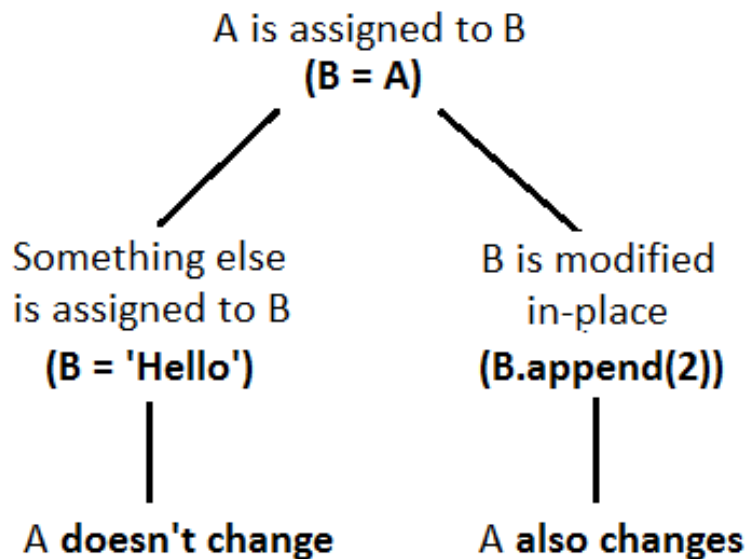 A is assigned to B
(B = A)
Something else
is assigned to B
(B = 'Hello')
A doesn't change
B is modified
in-place
(B.append(2))
A also changes